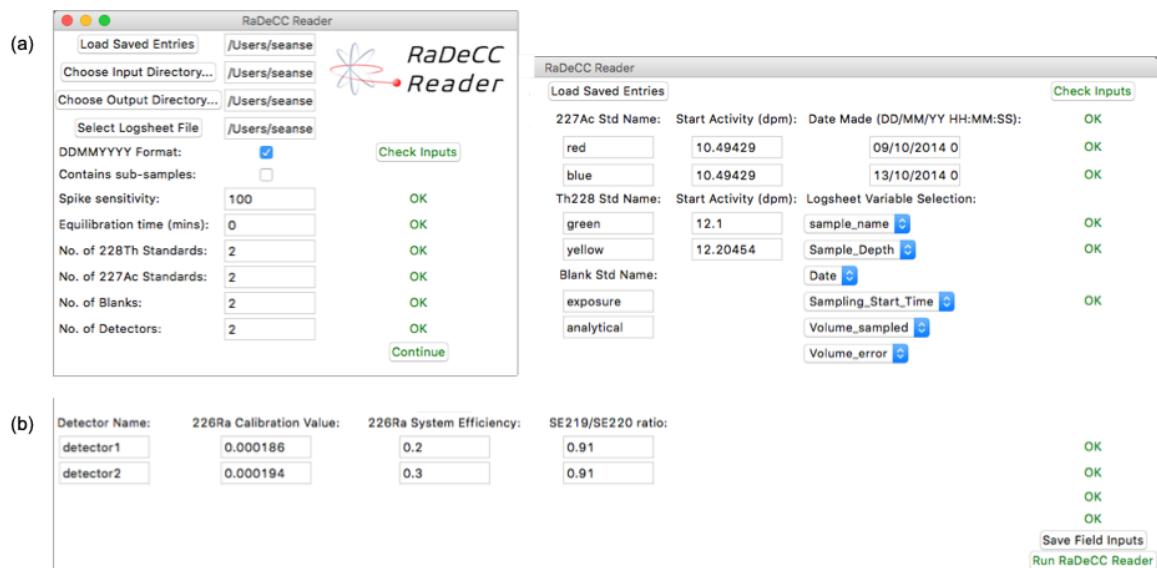 (a)
RaDeCC Reader
Load Saved Entries /Users/seanse
Choose Input Directory... /Users/seanse
Choose Output Directory... /Users/seanse
Select Logsheet File /Users/seanse
RaDeCC
Reader
DDMMYYYY Format: Check Inputs
Contains sub-samples:
Spike sensitivity: 100 OK
Equilibration time (mins): 0 OK
No. of 228Th Standards: 2 OK
No. of 227Ac Standards: 2 OK
No. of Blanks: 2 OK
No. of Detectors: 2 OK
Continue
RaDeCC Reader
Load Saved Entries Check Inputs
227Ac Std Name: Start Activity (dpm): Date Made (DD/MM/YY HH:MM:SS): OK
red 10.49429 09/10/2014 0 OK
blue 10.49429 13/10/2014 0 OK
Th228 Std Name: Start Activity (dpm): Logsheet Variable Selection:
green 12.1 sample_name OK
yellow 12.20454 Sample_Depth OK
Blank Std Name: Date
exposure Sampling_Start_Time OK
analytical Volume_sampled
Volume_error
(b)
Detector Name: 226Ra Calibration Value: 226Ra System Efficiency: SE219/SE220 ratio:
detector1 0.000186 0.2 0.91 OK
detector2 0.000194 0.3 0.91 OK
OK
OK
Save Field Inputs
Run RaDeCC Reader